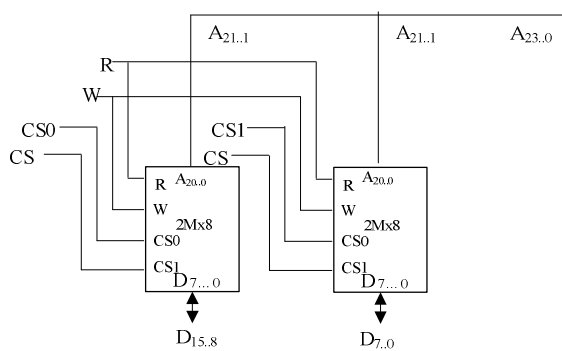 A21..1 A21..1 A23..0
R
W
CS0 CS1
CS CS
A20..0 A20..0
R R
W W
2Mx8 2Mx8
CS0 CS0
CS1 CS1
D7...0 D7...0
D15..8 D7..0